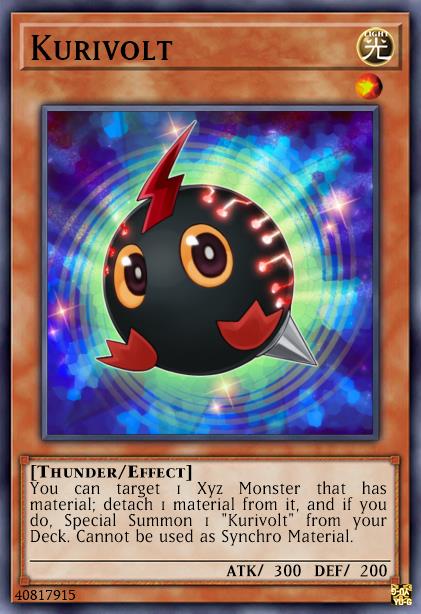 Kurivolt
LIGHT
光
[Thunder/Effect]
You can target 1 Xyz Monster that has
material; detach 1 material from it, and if you
do, Special Summon 1 "Kurivolt" from your
Deck. Cannot be used as Synchro Material.
ATK/ 300 DEF/ 200
40817915